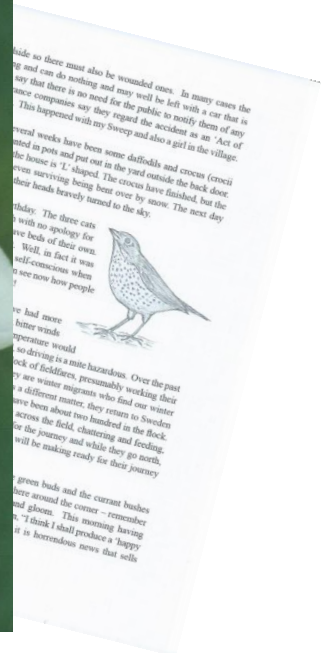 side so there must also be wounded ones. In many cases the
g and can do nothing and may well be left with a car that is
say that there is no need for the public to notify them of any
ance companies say they regard the accident as an 'Act of
This happened with my Sweep and also a girl in the village.
everal weeks have been some daffodils and crocus (crocii
nted in pots and put out in the yard outside the back door.
the house is 'L' shaped. The crocus have finished, but the
even surviving being bent over by snow. The next day
their heads bravely turned to the sky.
thday. The three cats
with no apology for
ave beds of their own.
Well, in fact it was
self-conscious when
n see now how people
!
ve had more
bitter winds
mperature would
, so driving is a mite hazardous. Over the past
ock of fieldfares, presumably working their
ey are winter migrants who find our winter
s a different matter, they return to Sweden
have been about two hundred in the flock.
across the field, chattering and feeding,
for the journey and while they go north,
will be making ready for their journey
green buds and the currant bushes
here around the corner – remember
nd gloom. This morning having
n, "I think I shall produce a 'happy
it is horrendous news that sells